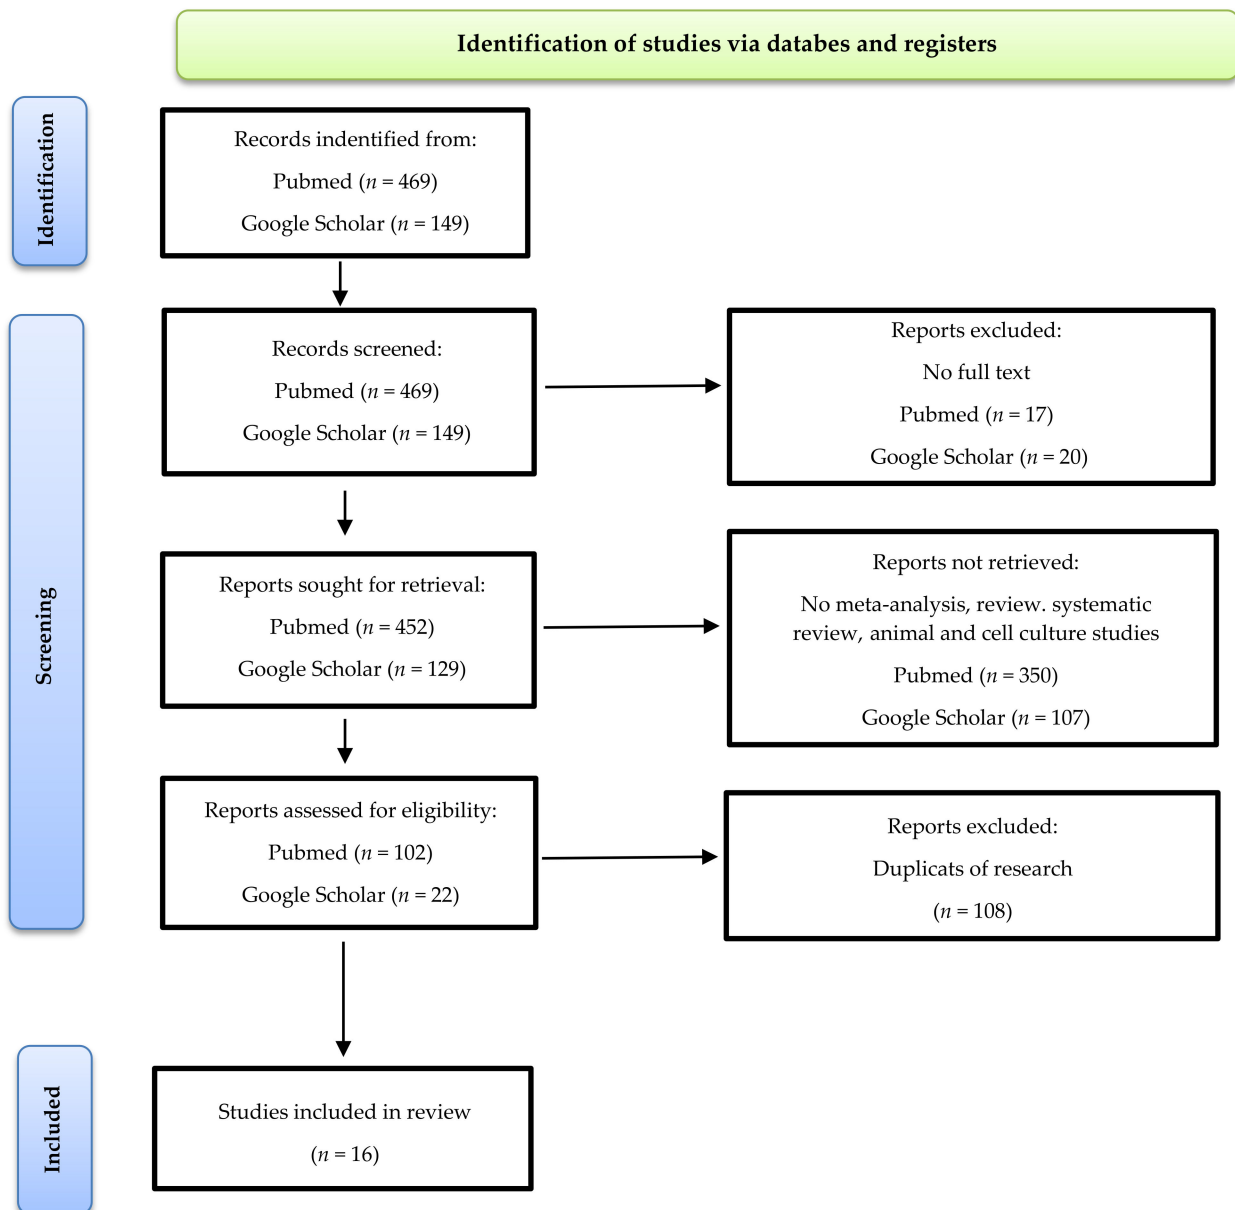 Identification of studies via databes and registers
Identification
Records indentified from:
Pubmed (n = 469)
Google Scholar (n = 149)
Screening
Records screened:
Pubmed (n = 469)
Google Scholar (n = 149)
Reports excluded:
No full text
Pubmed (n = 17)
Google Scholar (n = 20)
Reports sought for retrieval:
Pubmed (n = 452)
Google Scholar (n = 129)
Reports not retrieved:
No meta-analysis, review. systematic
review, animal and cell culture studies
Pubmed (n = 350)
Google Scholar (n = 107)
Reports assessed for eligibility:
Pubmed (n = 102)
Google Scholar (n = 22)
Reports excluded:
Duplicats of research
(n = 108)
Included
Studies included in review
(n = 16)